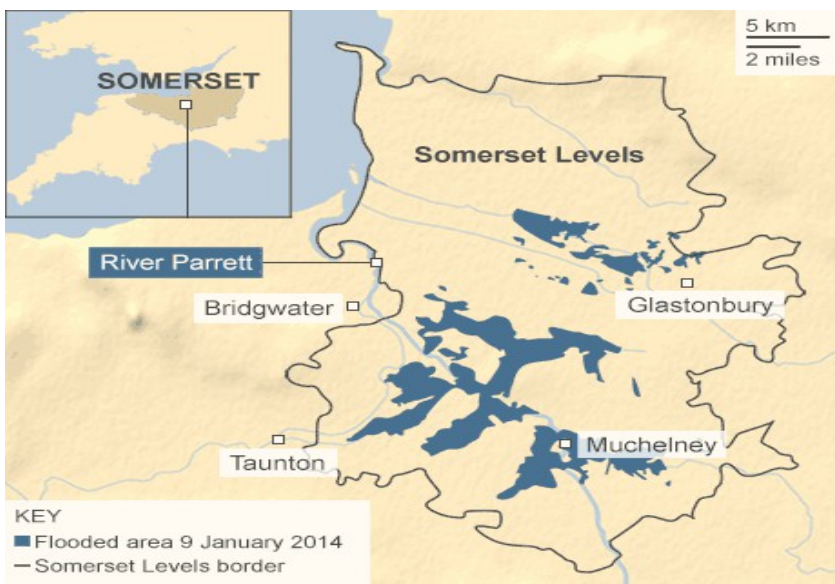 SOMERSET
5 km
2 miles
Somerset Levels
River Parrett
Bridgwater
Glastonbury
Taunton
Muchelney
KEY
Flooded area 9 January 2014
Somerset Levels border